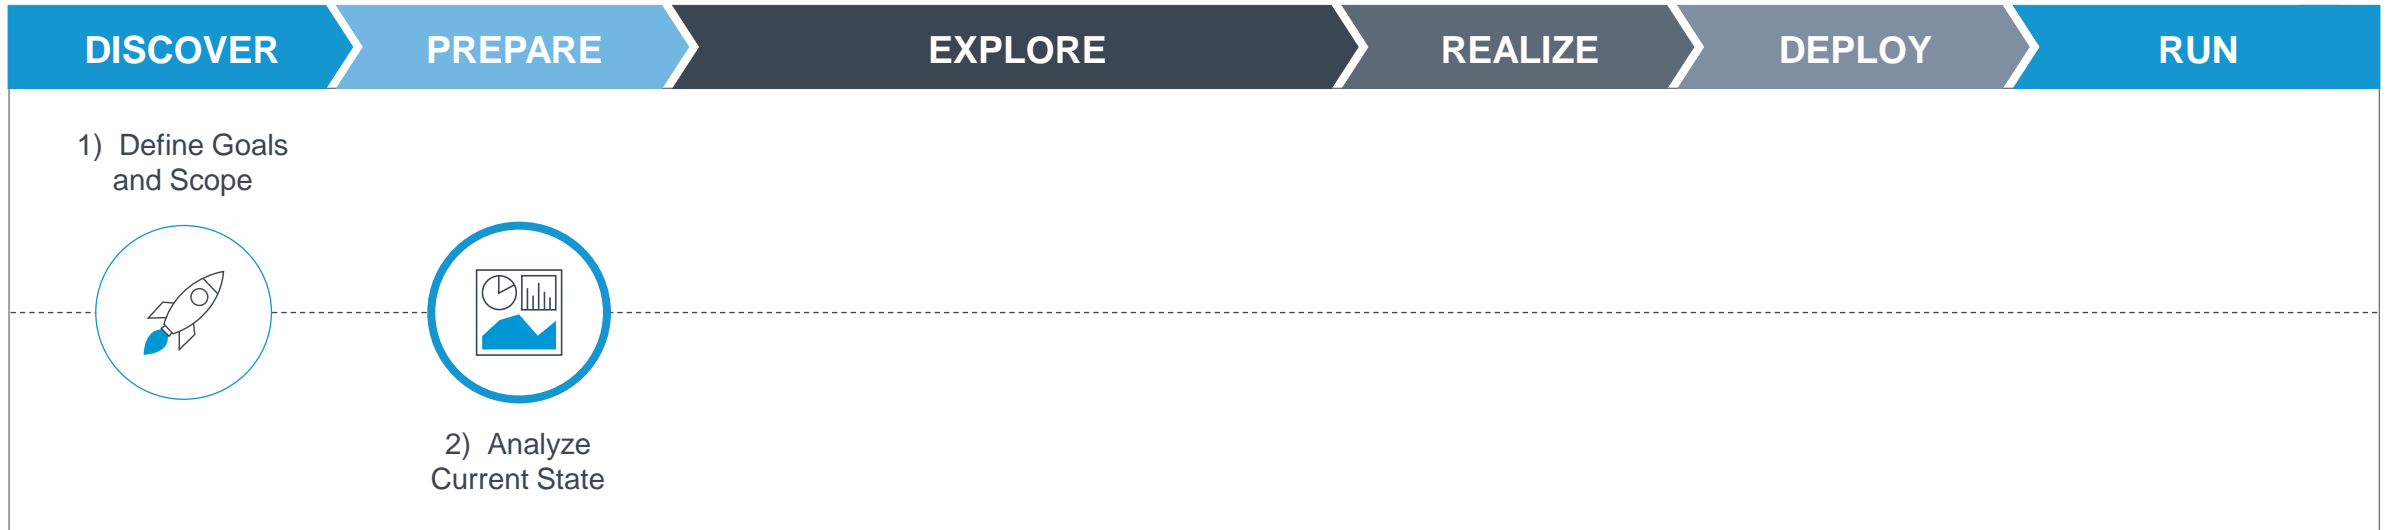 DISCOVER
PREPARE
EXPLORE
REALIZE
DEPLOY
RUN
1) Define Goals
and Scope
2) Analyze
Current State